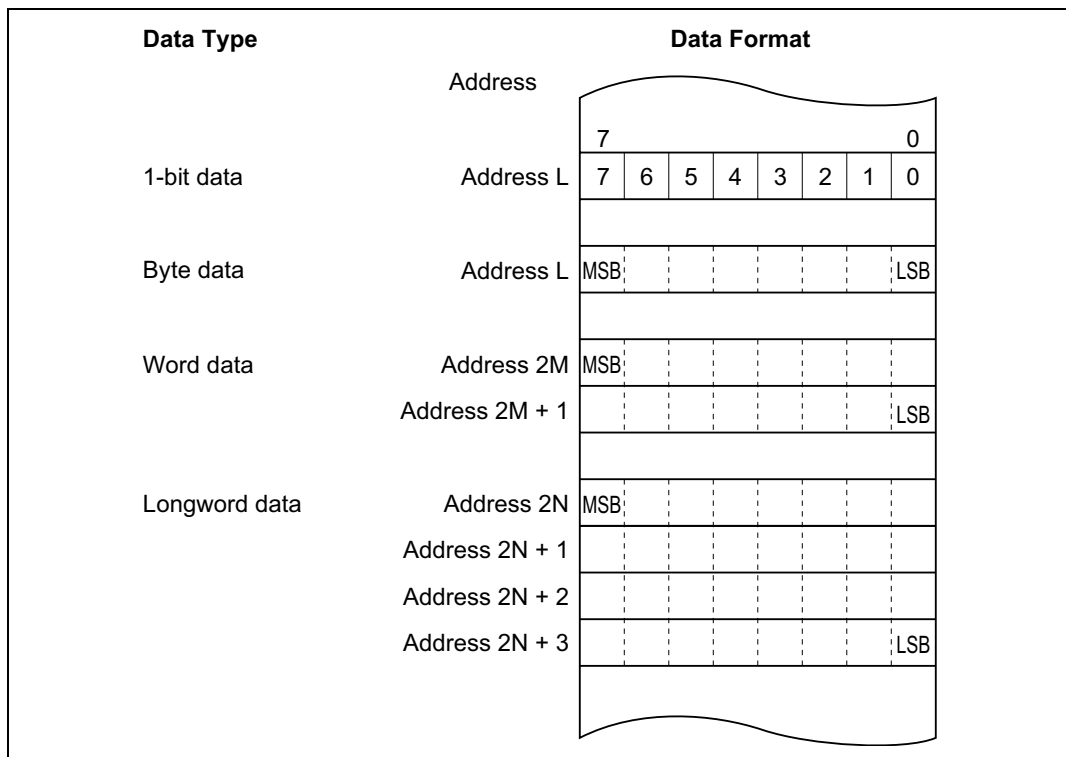 Data Type Data Format
Address
7 0
1-bit data Address L 7 6 5 4 3 2 1 0
Byte data Address L MSB LSB
Word data Address 2M MSB
Address 2M + 1 LSB
Longword data Address 2N MSB
Address 2N + 1
Address 2N + 2
Address 2N + 3 LSB